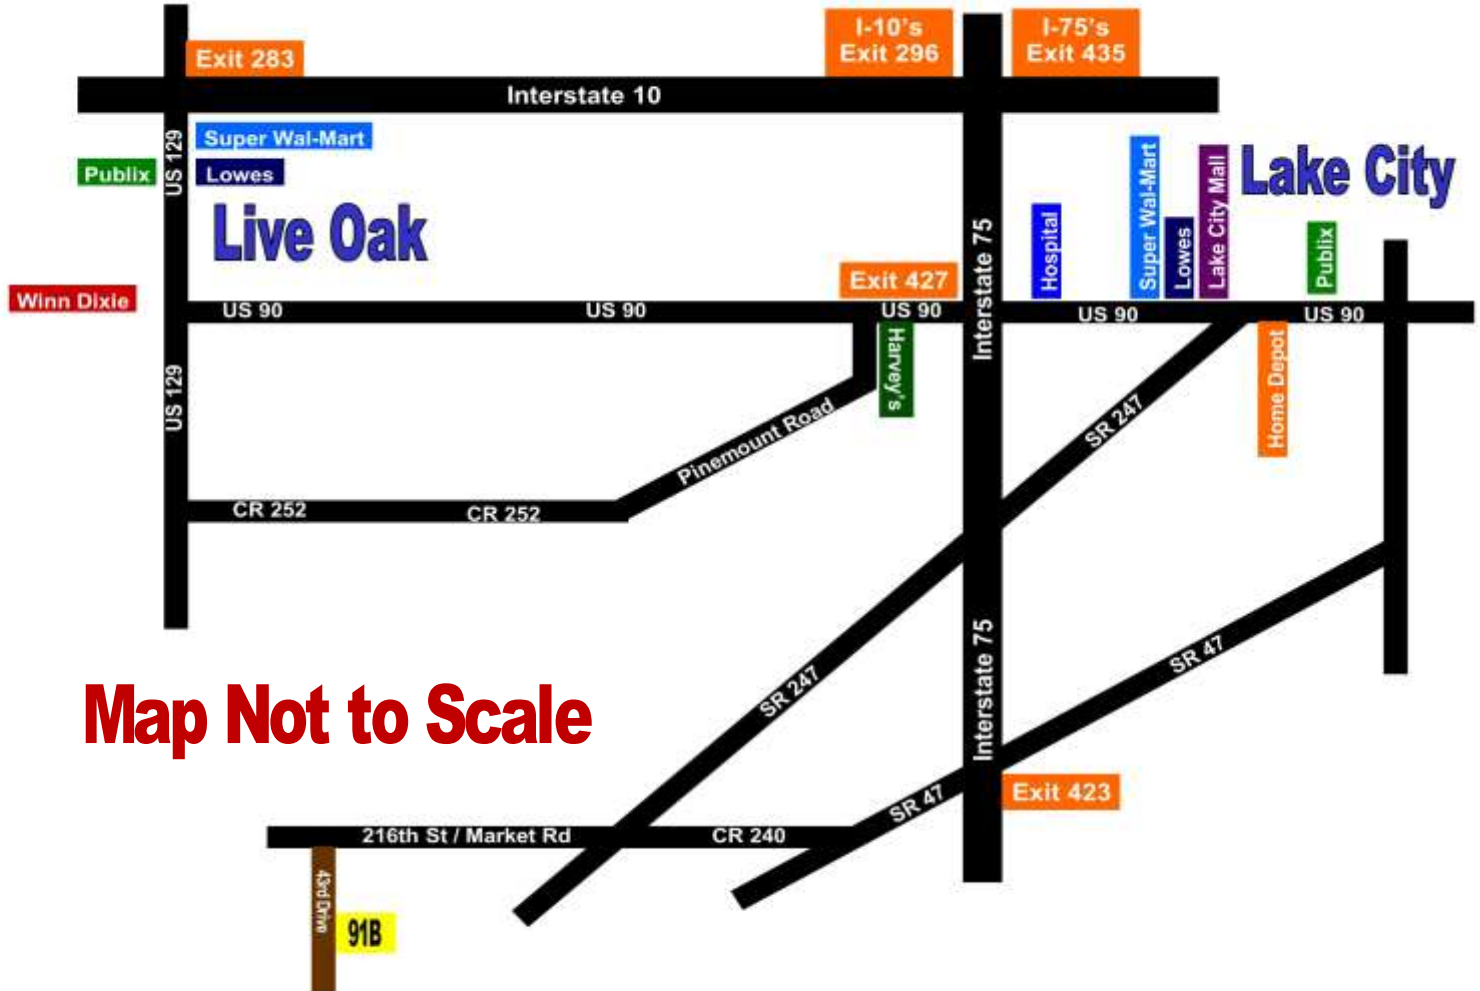 I-10's
Exit 296
I-75's
Exit 435
Exit 283
Interstate 10
US 129
Super Wal-Mart
Publix
Lowes
Live Oak
Winn Dixie
US 90
US 90
Exit 427
US 90
Harvey's
Interstate 75
Hospital
Super Wal-Mart
Lowes
Lake City Mall
Lake City
Publix
US 90
US 90
Home Depot
US 129
Pinemount Road
SR 247
CR 252
CR 252
SR 247
Interstate 75
SR 47
Map Not to Scale
Exit 423
SR 47
216th St / Market Rd
CR 240
43rd Drive
91B